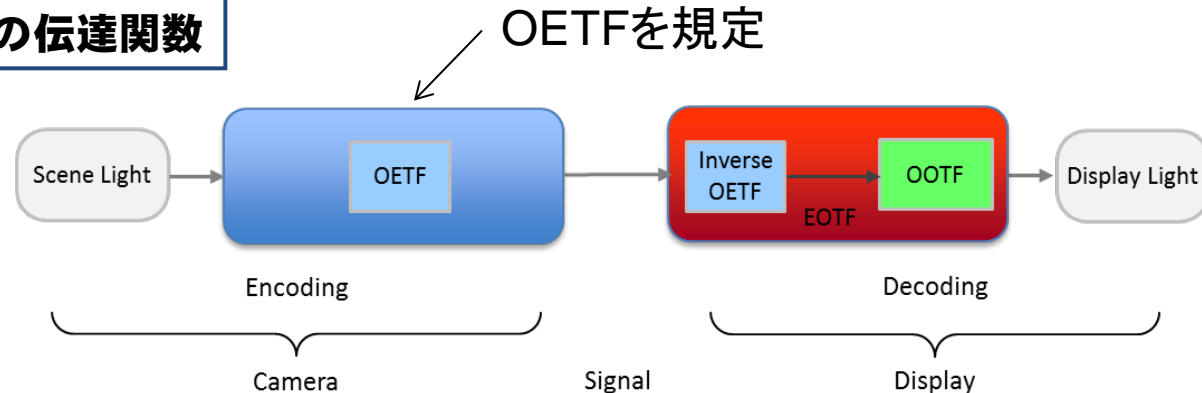 の伝達関数
OETFを規定
Scene Light
OETF
Inverse
OETF
EOTF
OOTF
Display Light
Encoding
Decoding
Camera
Signal
Display